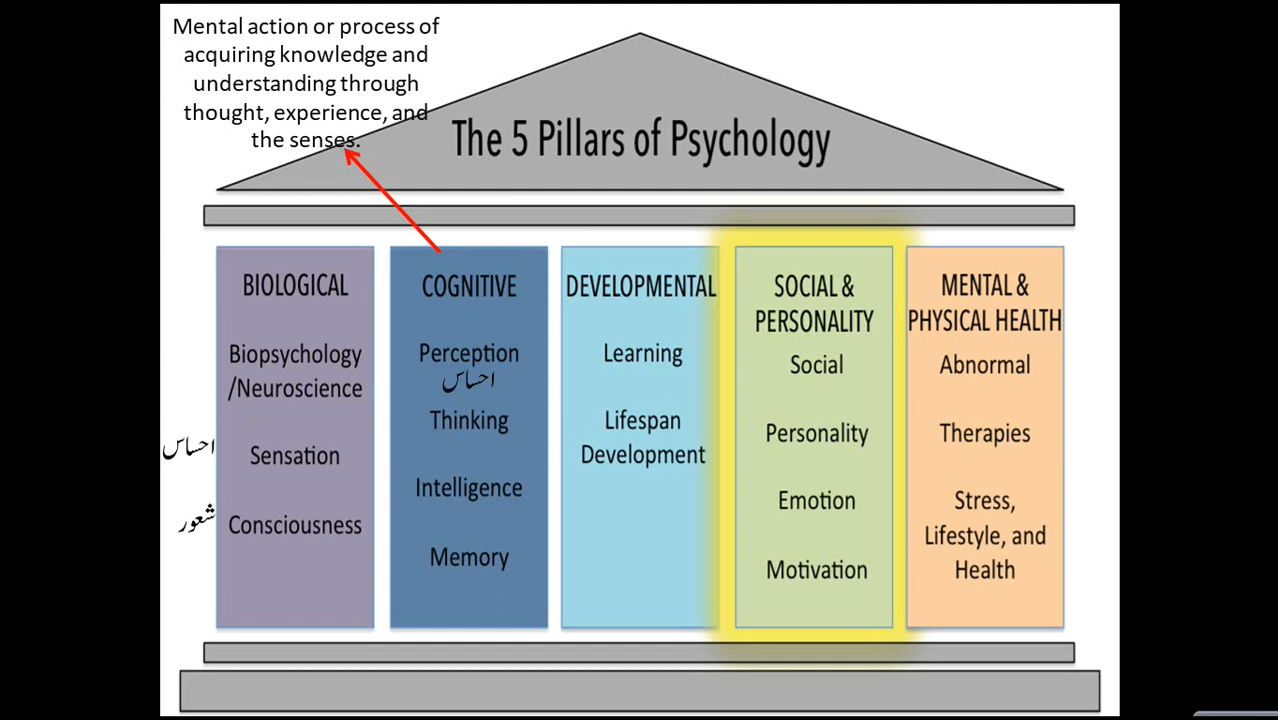 Mental action or process of
acquiring knowledge and
understanding through
thought, experience, and
the senses.
The 5 Pillars of Psychology
BIOLOGICAL
Biopsychology
/Neuroscience
احساس
Sensation
شعور
Consciousness
COGNITIVE
Perception
احساس
Thinking
Intelligence
Memory
DEVELOPMENTAL
Learning
Lifespan
Development
SOCIAL &
PERSONALITY
Social
Personality
Emotion
Motivation
MENTAL &
PHYSICAL HEALTH
Abnormal
Therapies
Stress,
Lifestyle, and
Health